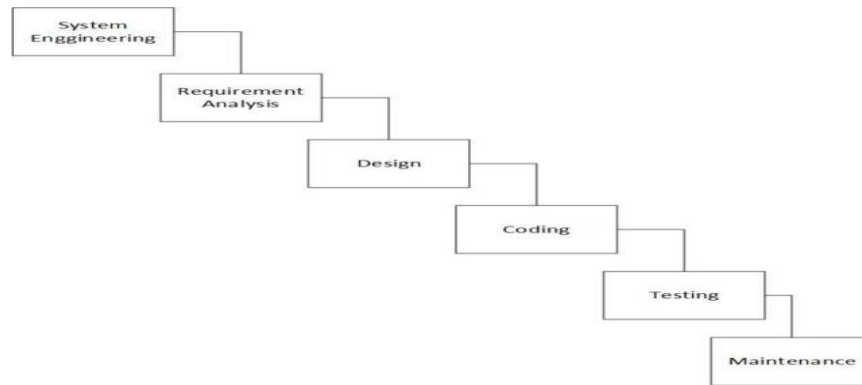 System
Enggineering
Requirement
Analysis
Design
Coding
Testing
Maintenance